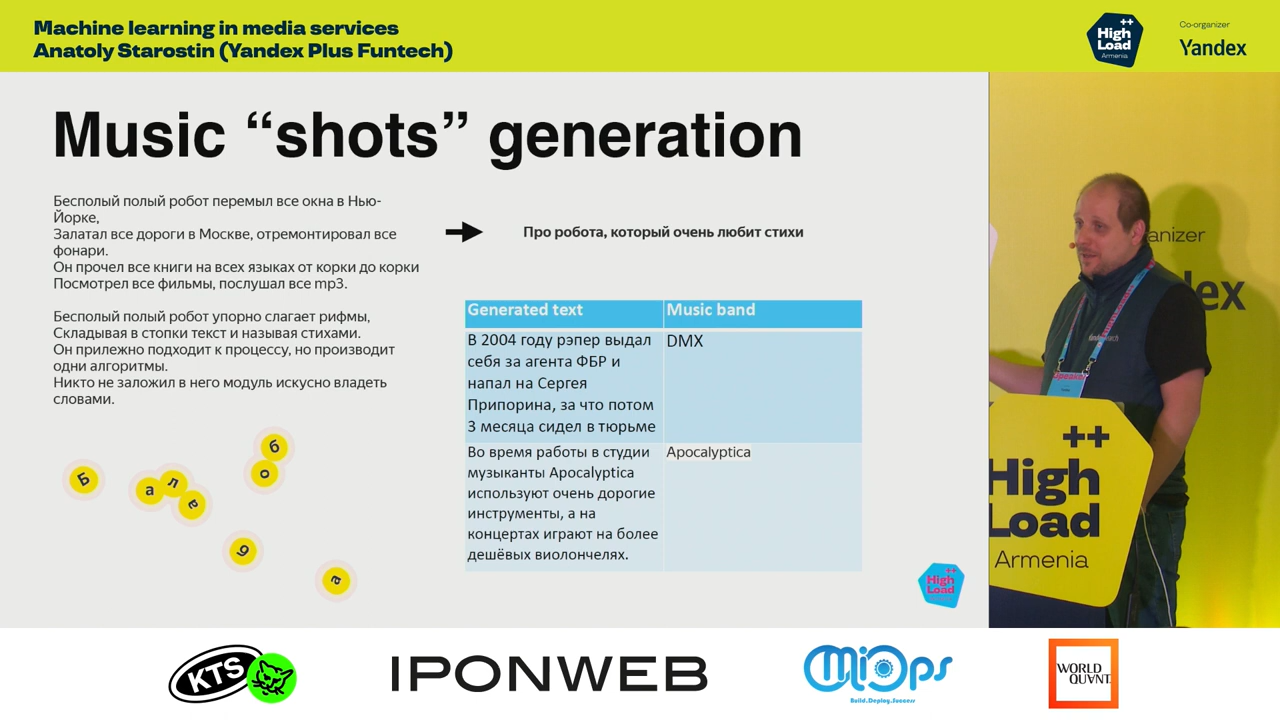 Machine learning in media services
Anatoly Starostin (Yandex Plus Funtech)
++
High
Load
Armenia
Co-organizer
Yandex
Music “shots” generation
Бесполый полый робот перемыл все окна в Нью-
Йорке,
Залатал все дороги в Москве, отремонтировал все
фонари.
Он прочел все книги на всех языках от корки до корки
Посмотрел все фильмы, послушал все mp3.
Бесполый полый робот упорно слагает рифмы,
Складывая в стопки текст и называя стихами.
Он прилежно подходит к процессу, но производит
одни алгоритмы.
Никто не заложил в него модуль искусно владеть
словами.
Про робота, который очень любит стихи
Generated text
Music band
В 2004 году рэпер выдал
себя за агента ФБР и
напал на Сергея
Припорина, за что потом
3 месяца сидел в тюрьме
DMX
Во время работы в студии
музыканты Apocalyptica
используют очень дорогие
инструменты, а на
концертах играют на более
дешёвых виолончелях.
Apocalyptica
Б
а
л
а
б
о
а
++
High
Load
anizer
ex
++
High
Load
Armenia
KTS
IPONWEB
MiOps
Build.Deploy.Success
WORLD
QUANT